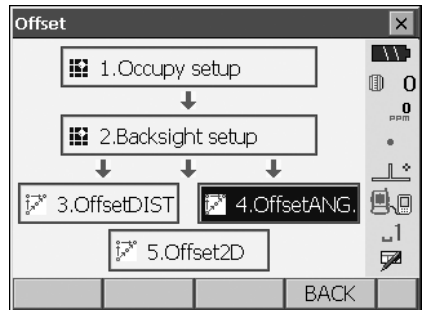 Offset
1.Occupy setup
0
2.Backsight setup
0
PPM
3.OffsetDIST
4.OffsetANG.
1
5.Offset2D
BACK